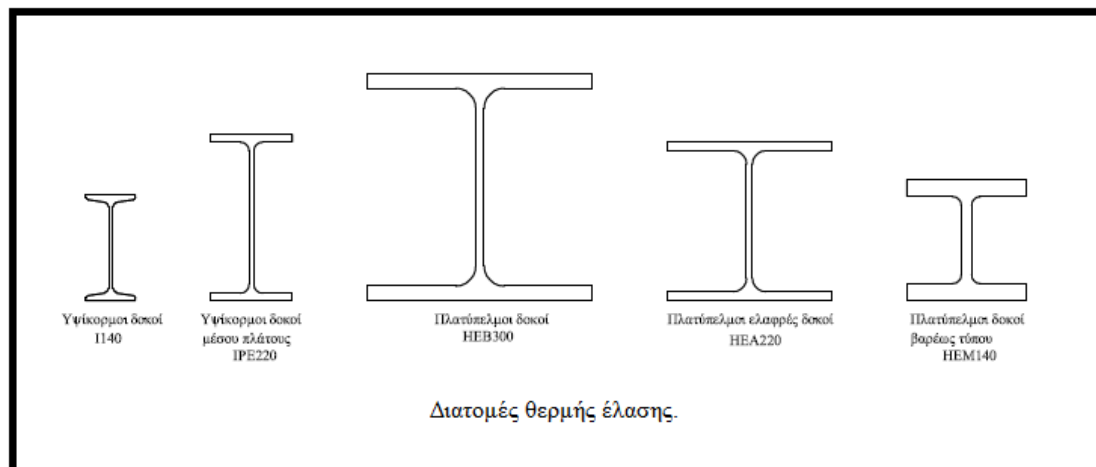 Υψίκορμοι δοκοί
I140
Υψίκορμοι δοκοί
μέσου πλάτους
IPE220
Πλατύπελμοι δοκοί
HEB300
Πλατύπελμοι ελαφρές δοκοί
HEA220
Πλατύπελμοι δοκοί
βαρέως τύπου
HEM140
Διατομές θερμής έλασης.